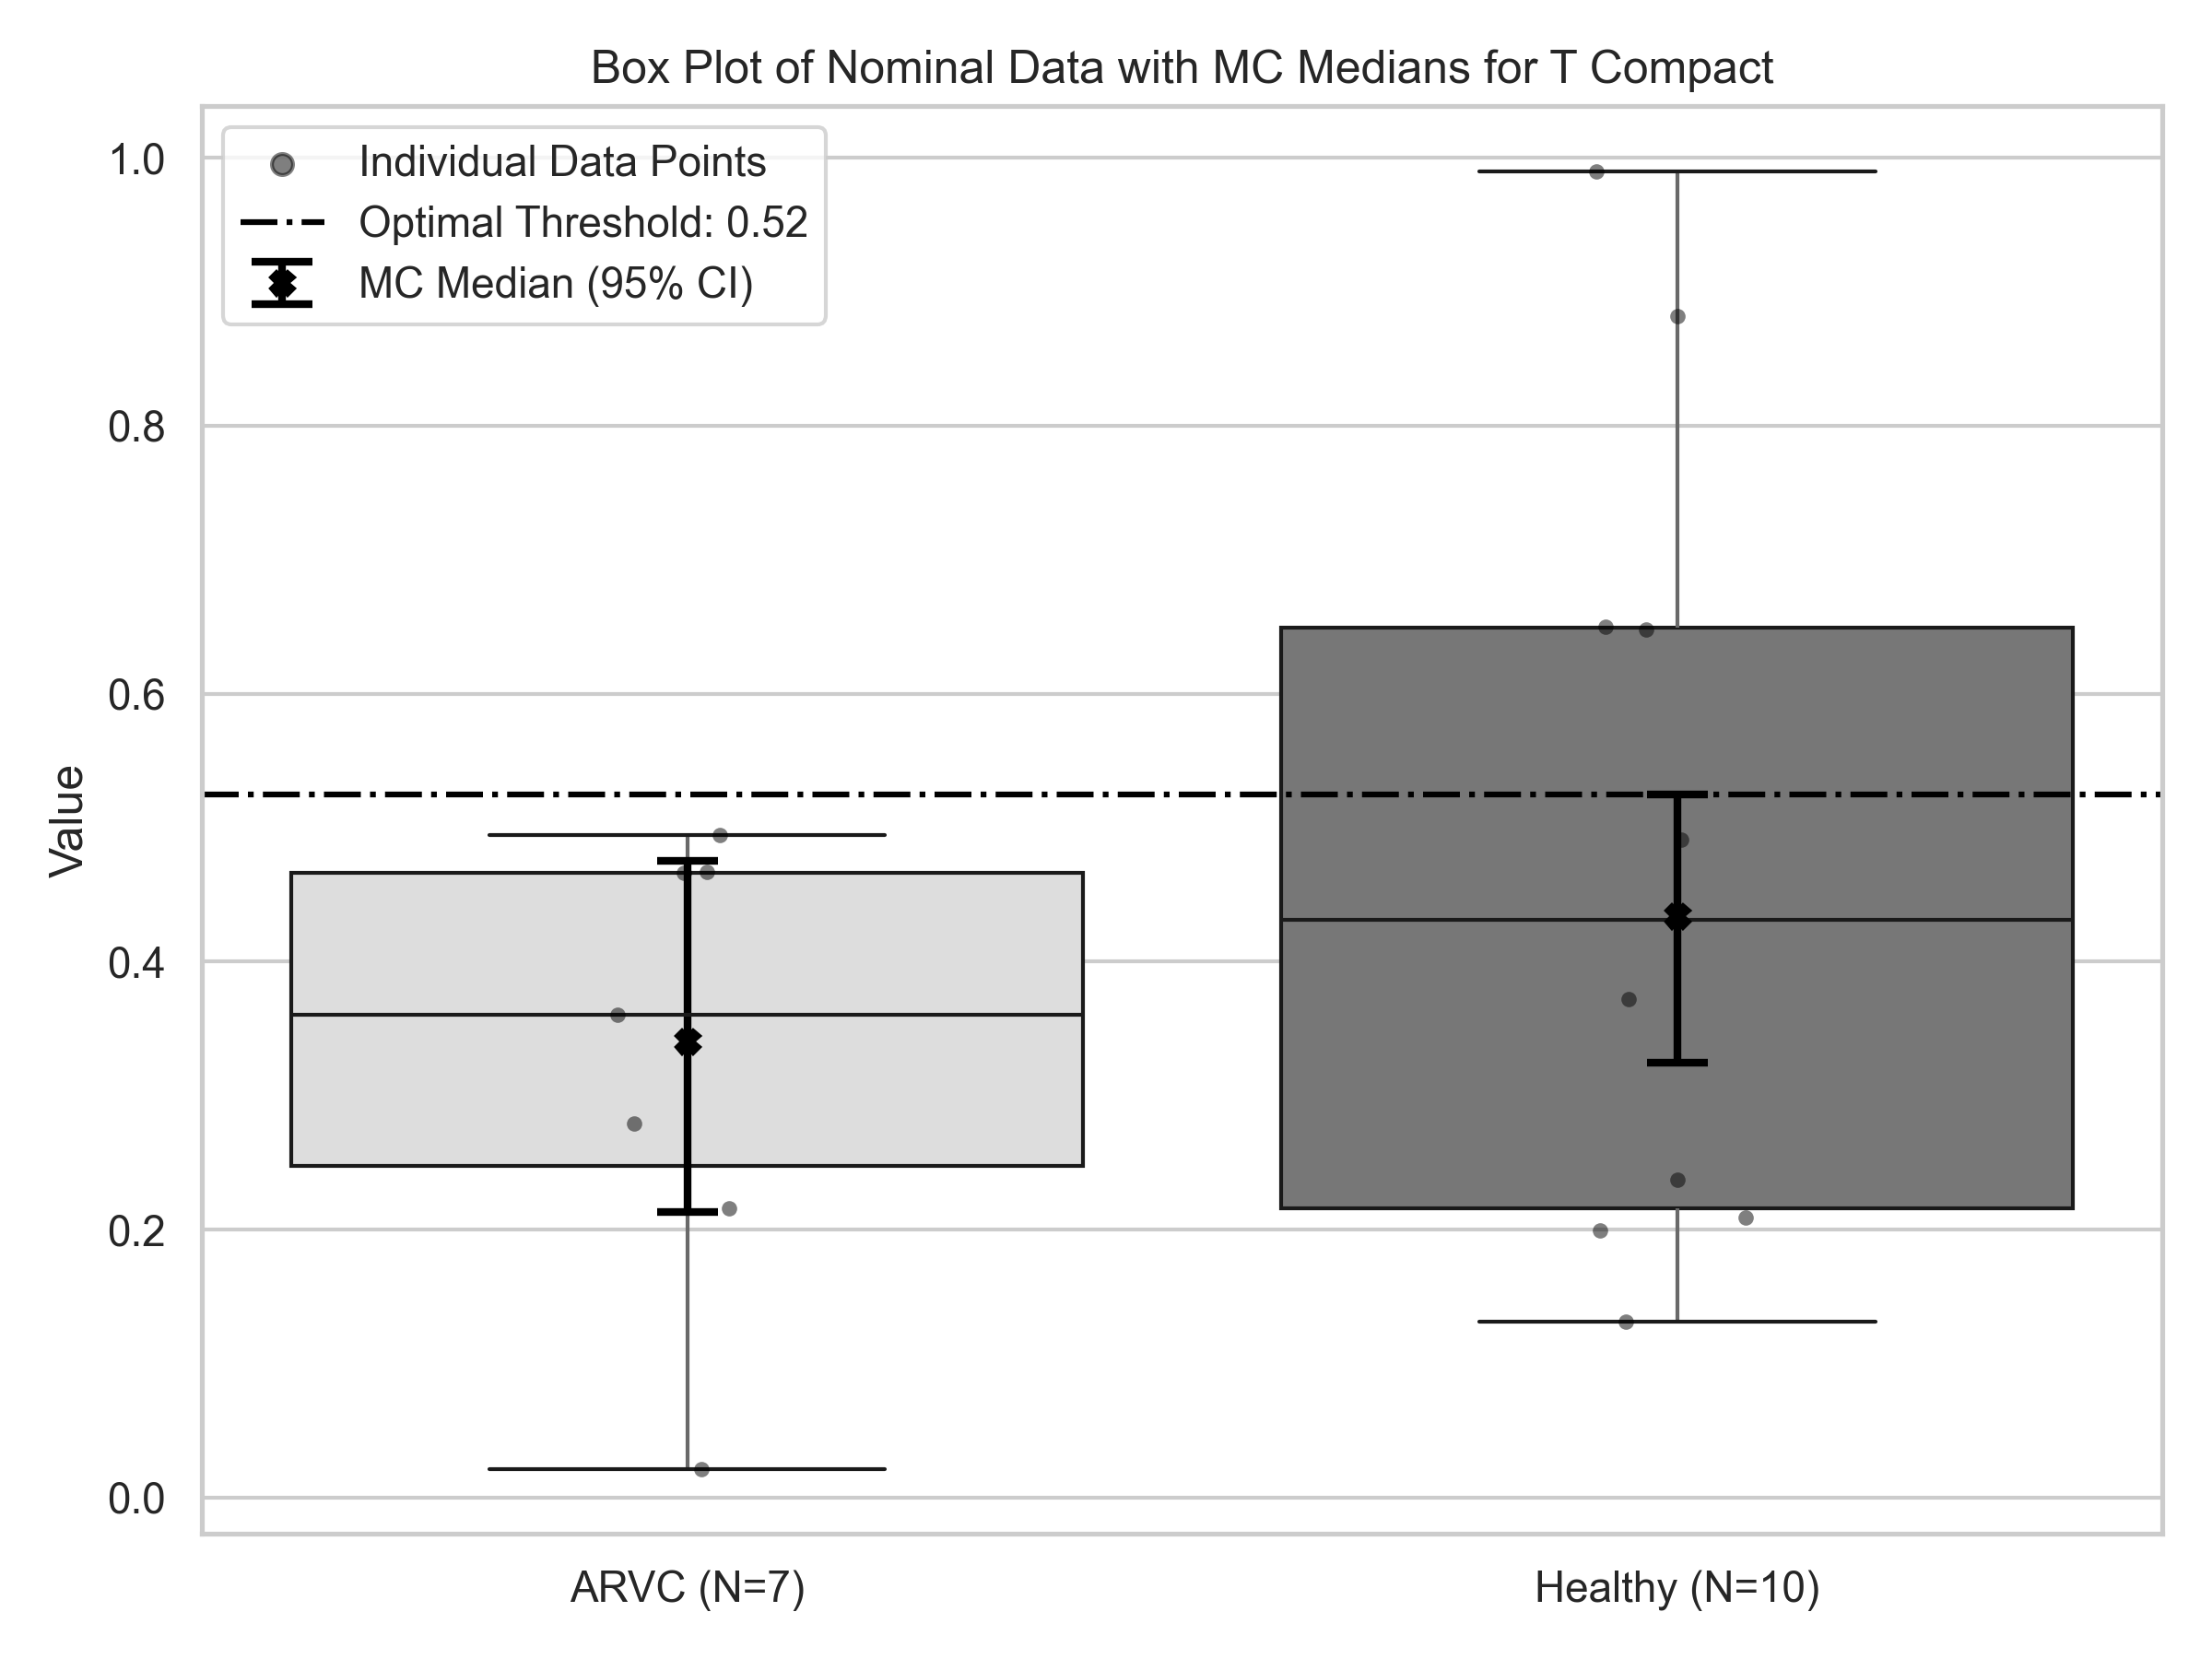 Box Plot of Nominal Data with MC Medians for T Compact
Individual Data Points
Optimal Threshold: 0.52
MC Median (95% CI)
1.0
0.8
0.6
0.4
0.2
0.0
Value
ARVC (N=7)
Healthy (N=10)